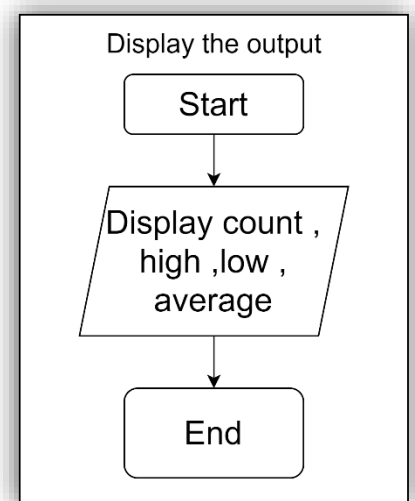 Display the output
Start
Display count ,
high ,low ,
average
End